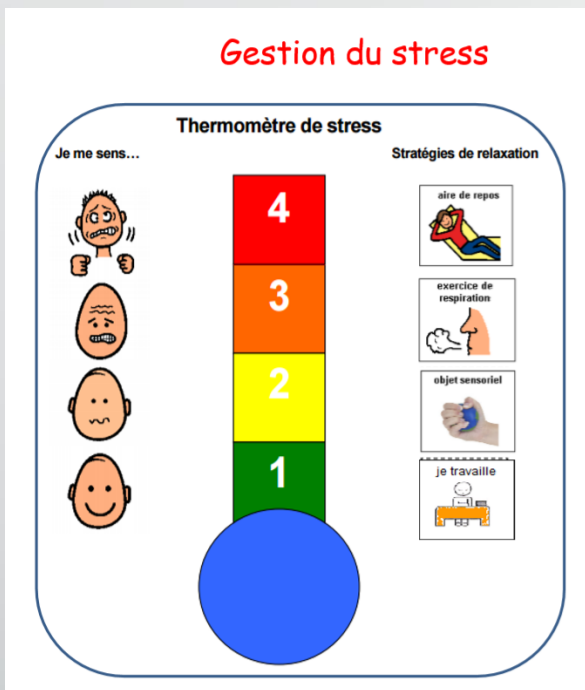 Gestion du stress
Thermomètre de stress
Je me sens...
Stratégies de relaxation
4
aire de repos
3
exercice de
respiration
2
objet sensoriel
1
je travaille